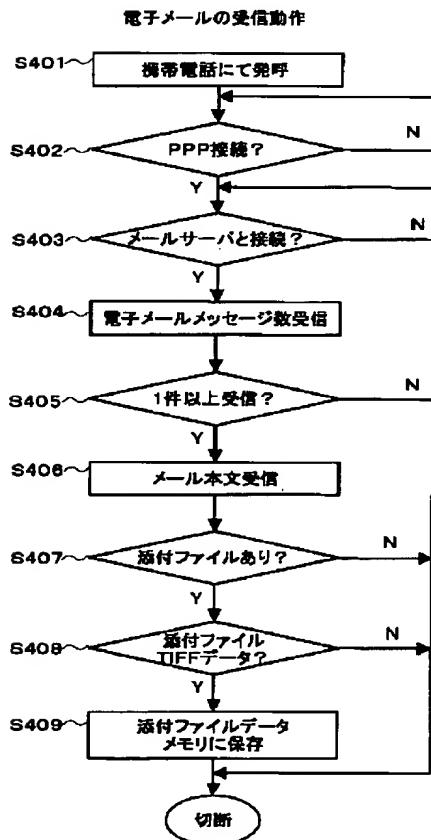 電子メールの受信動作
S401
携帯電話にて発呼
S402
PPP接続？
N
Y
S403
メールサーバと接続？
N
Y
S404
電子メールメッセージ数受信
S405
1件以上受信？
N
Y
S406
メール本文受信
S407
添付ファイルあり？
N
Y
S408
添付ファイル
TIFFデータ？
N
Y
S409
添付ファイルデータ
メモリに保存
切断